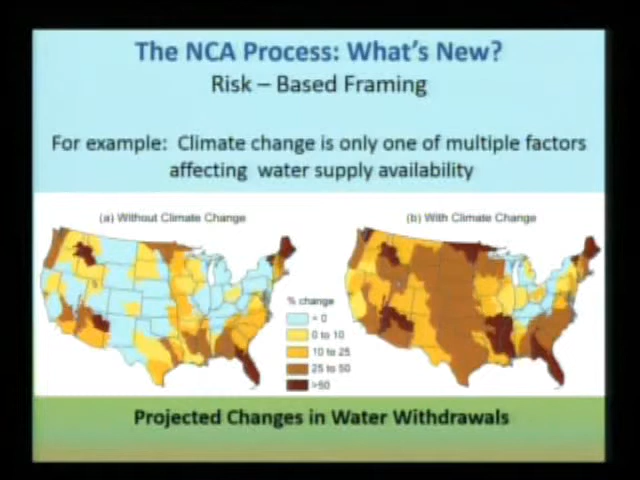 The NCA Process: What's New?
Risk – Based Framing
For example: Climate change is only one of multiple factors
affecting water supply availability
(a) Without Climate Change
(b) With Climate Change
% change
< 0
0 to 10
10 to 25
25 to 50
>50
Projected Changes in Water Withdrawals